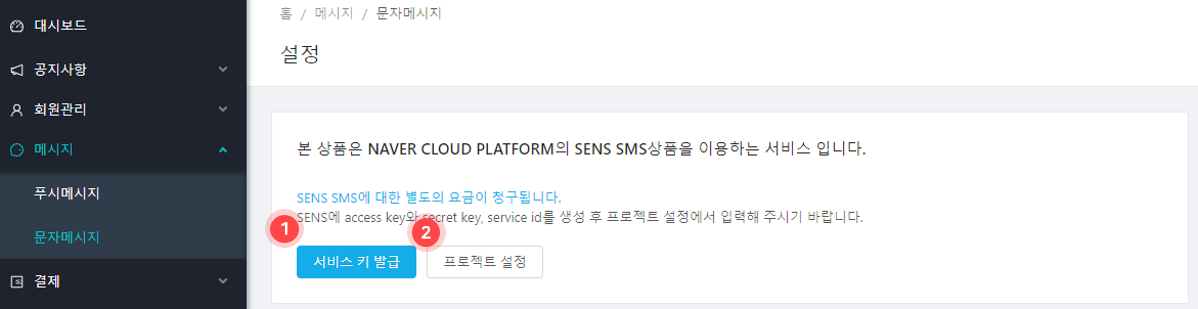 대시보드
공지사항
회원관리
메시지
푸시메시지
문자메시지
결제
홈 / 메시지 / 문자메시지
설정
본 상품은 NAVER CLOUD PLATFORM의 SENS SMS상품을 이용하는 서비스 입니다.
SENS SMS에 대한 별도의 요금이 청구됩니다.
SENS에 access key와 secret key, service id를 생성 후 프로젝트 설정에서 입력해 주시기 바랍니다.
1
서비스 키 발급
2
프로젝트 설정